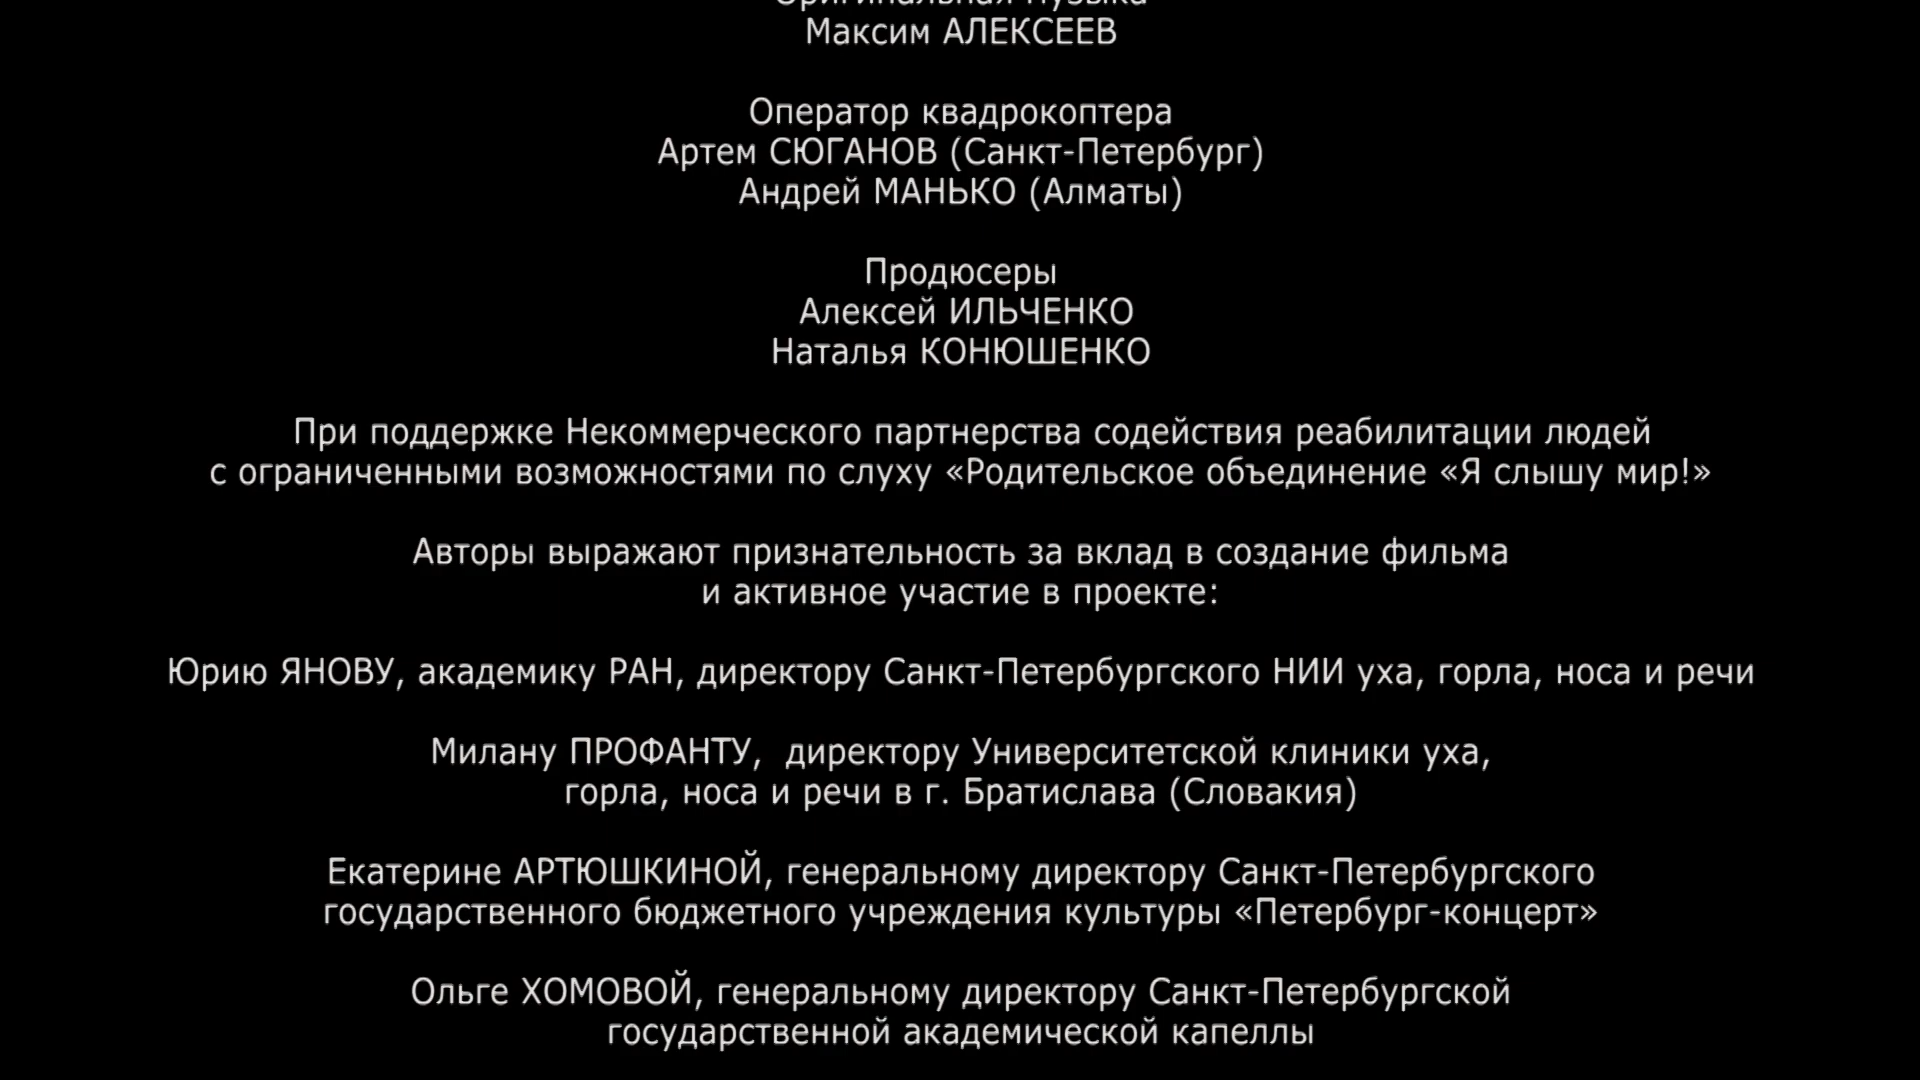 Оригинальная музыка
Максим АЛЕКСЕЕВ
Оператор квадрокоптера
Артем СЮГАНОВ (Санкт-Петербург)
Андрей МАНЬКО (Алматы)
Продюсеры
Алексей ИЛЬЧЕНКО
Наталья КОНЮШЕНКО
При поддержке Некоммерческого партнерства содействия реабилитации людей
с ограниченными возможностями по слуху «Родительское объединение «Я слышу мир!»
Авторы выражают признательность за вклад в создание фильма
и активное участие в проекте:
Юрию ЯНОВУ, академику РАН, директору Санкт-Петербургского НИИ уха, горла, носа и речи
Милану ПРОФАНТУ, директору Университетской клиники уха,
горла, носа и речи в г. Братислава (Словакия)
Екатерине АРТЮШКИНОЙ, генеральному директору Санкт-Петербургского
государственного бюджетного учреждения культуры «Петербург-концерт»
Ольге ХОМОВОЙ, генеральному директору Санкт-Петербургской
государственной академической капеллы